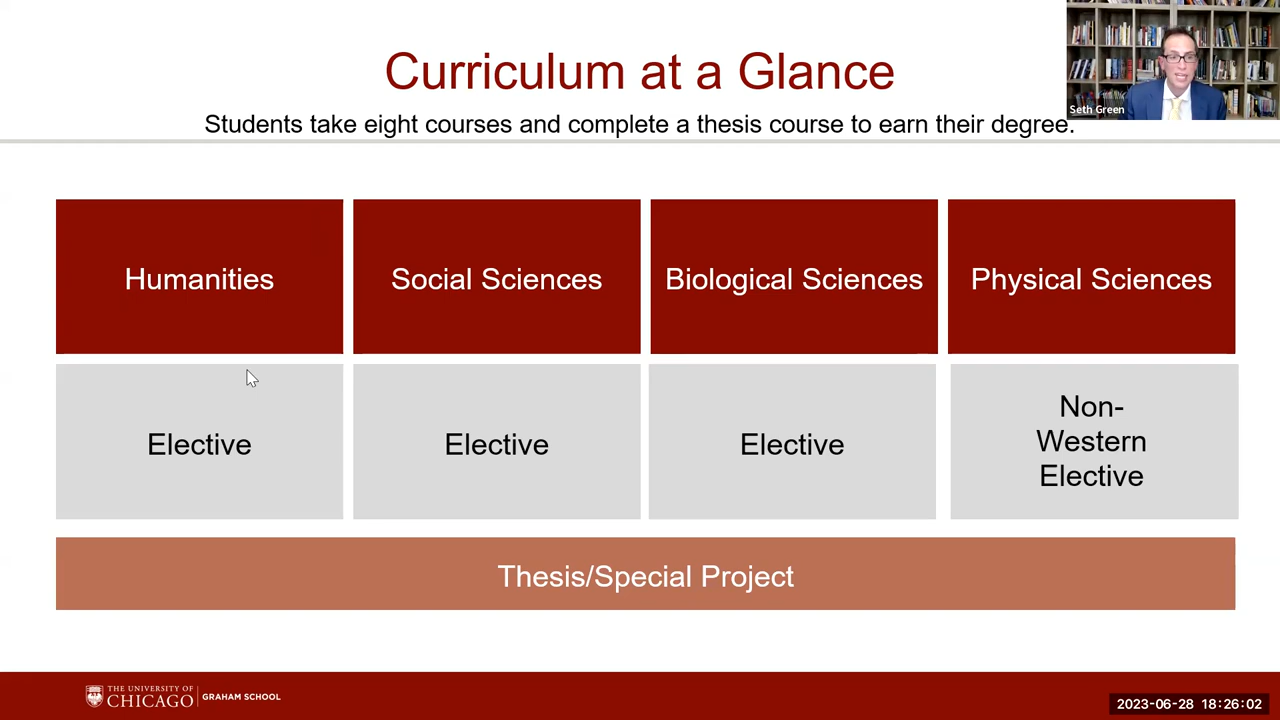 Curriculum at a Glance
Students take eight courses and complete a thesis course to earn their degree.
Seth Green
Humanities
Social Sciences
Biological Sciences
Physical Sciences
Elective
Elective
Elective
Non-
Western
Elective
Thesis/Special Project
THE UNIVERSITY OF
CHICAGO
GRAHAM SCHOOL
2023-06-28 18:26:02